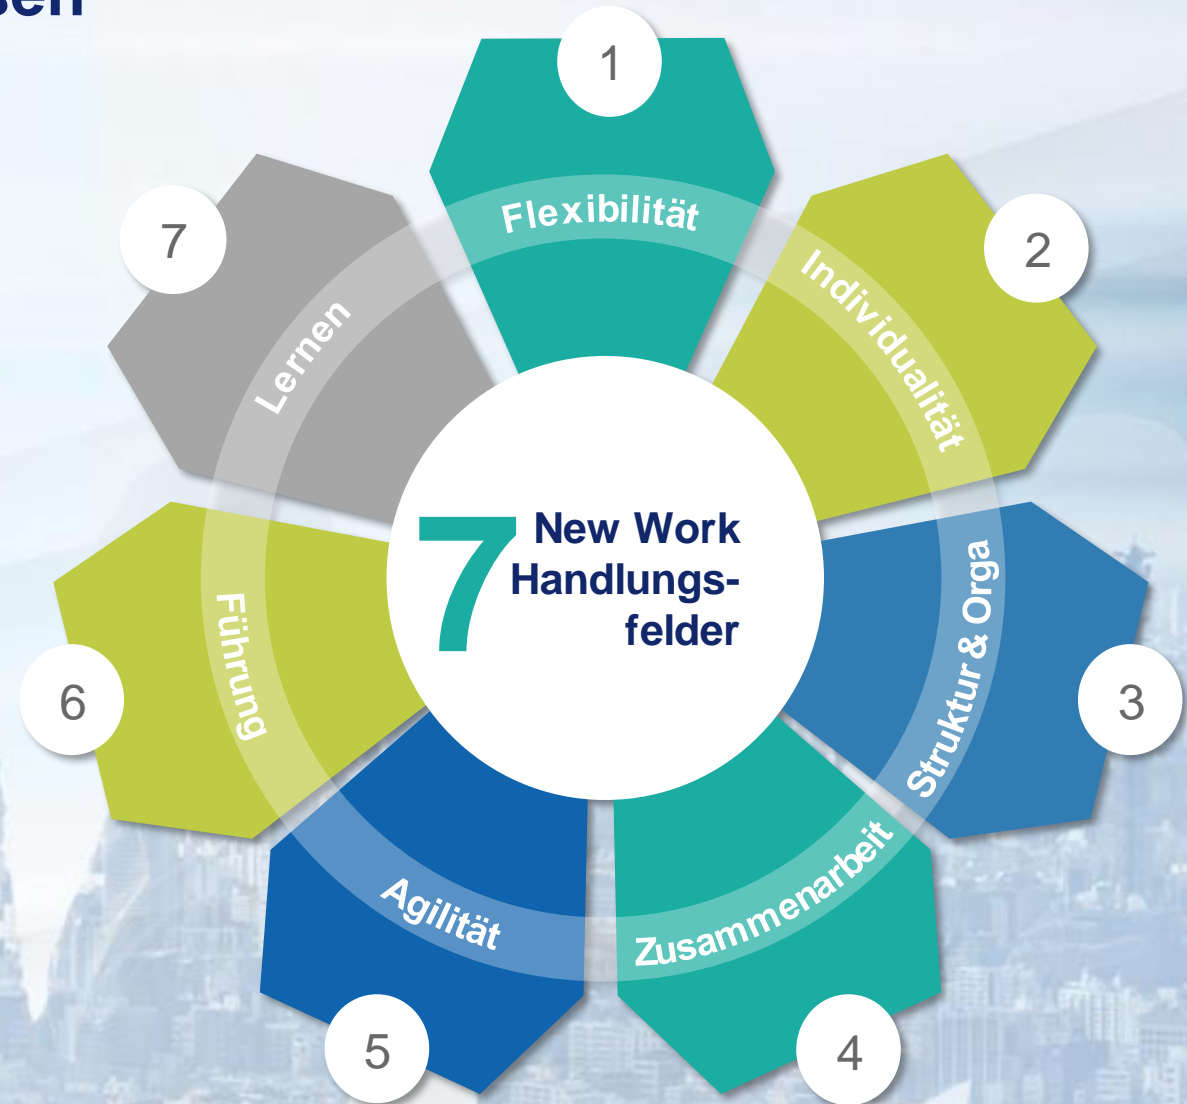 1
Flexibilität
2
Individualität
3
Struktur & Orga
4
Zusammenarbeit
5
Agilität
6
Führung
7
Lernen
7
New Work
Handlungs-
felder